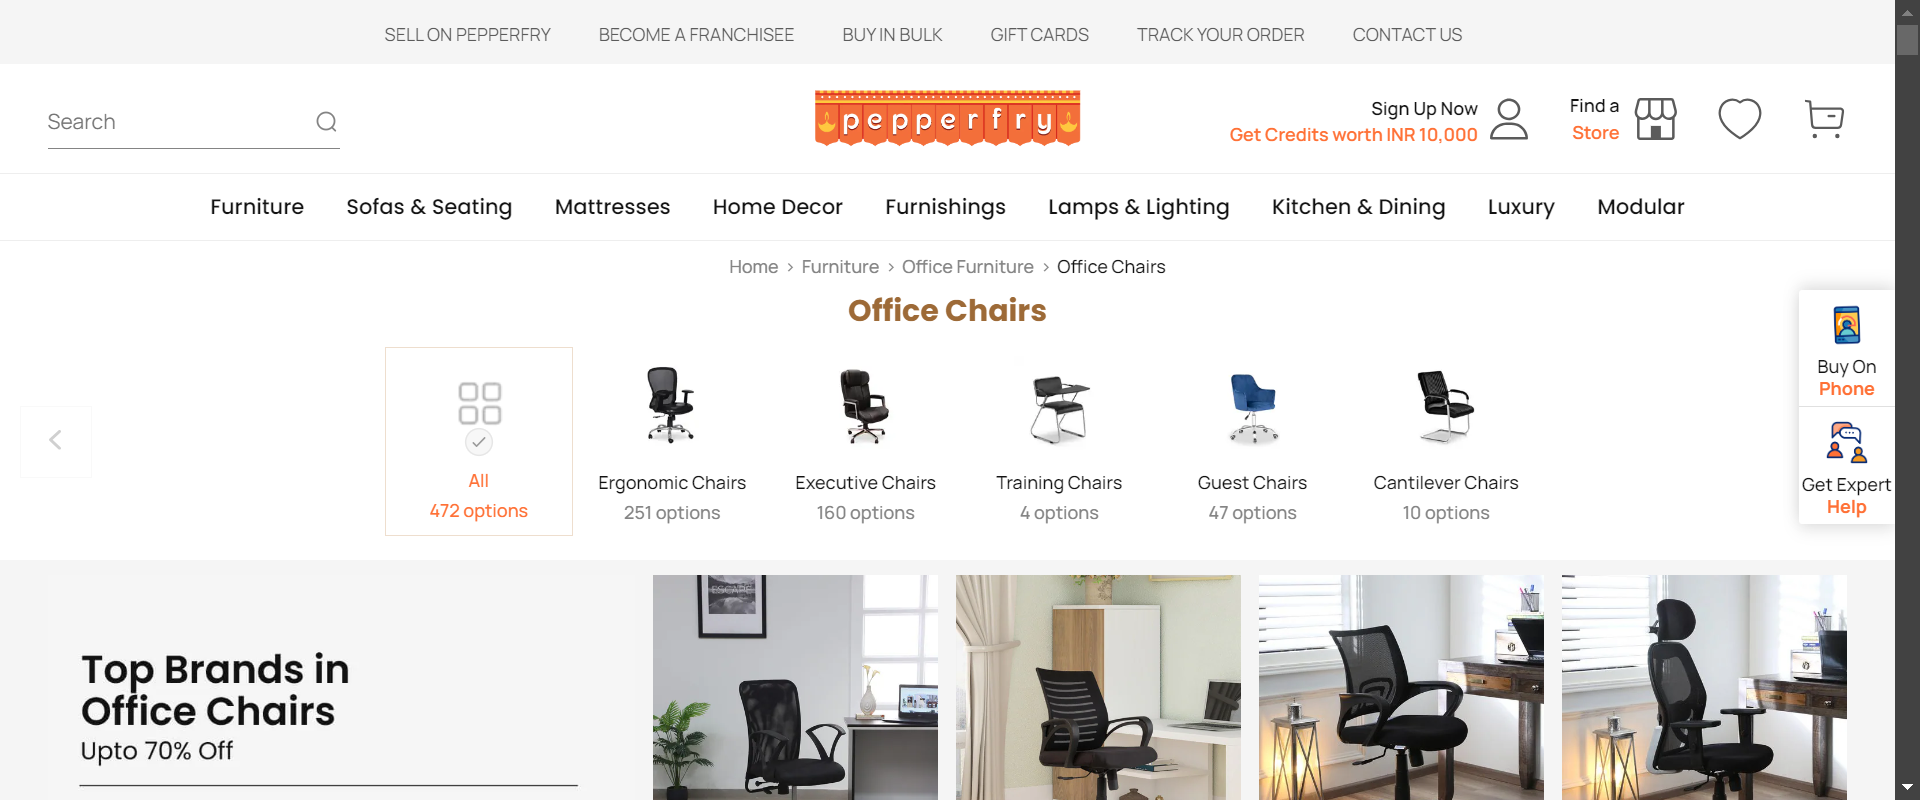 SELL ON PEPPERFRY BECOME A FRANCHISEE BUY IN BULK GIFT CARDS TRACK YOUR ORDER CONTACT US
Search
pepperfry
Sign Up Now
Get Credits worth INR 10,000
Find a
Store
Furniture Sofas & Seating Mattresses Home Decor Furnishings Lamps & Lighting Kitchen & Dining Luxury Modular
Home > Furniture > Office Furniture > Office Chairs
Office Chairs
All
472 options
Ergonomic Chairs
251 options
Executive Chairs
160 options
Training Chairs
4 options
Guest Chairs
47 options
Cantilever Chairs
10 options
Buy On
Phone
Get Expert
Help
Top Brands in
Office Chairs
Upto 70% Off
ESCAPE